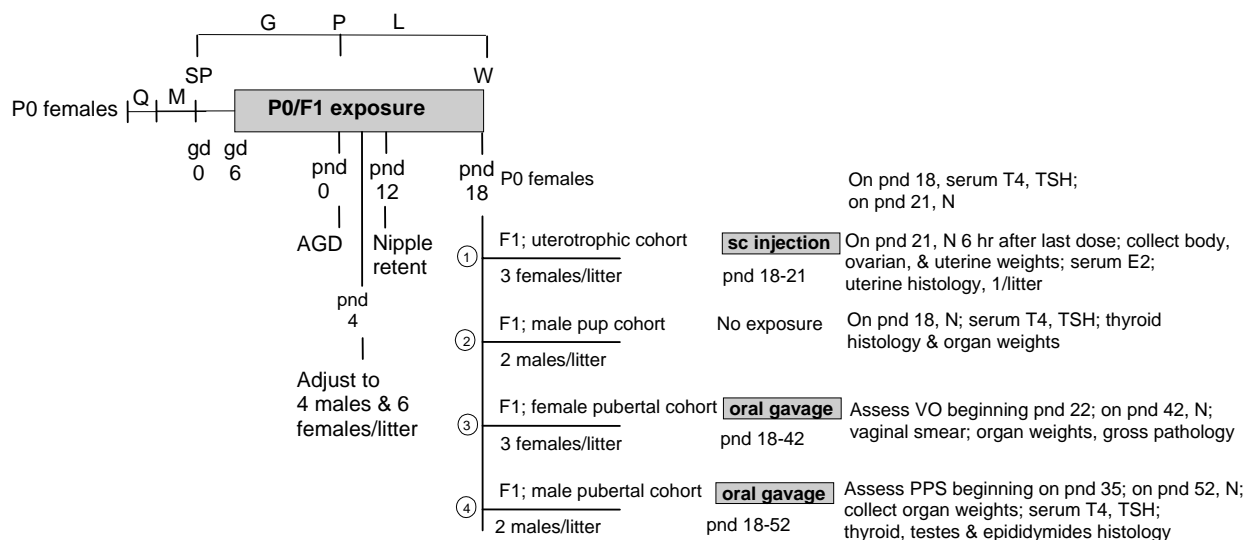 G P L
SP W
P0 females Q M P0/F1 exposure
gd 0
gd 6
pnd 0
pnd 12
pnd 18
AGD
Nipple
retent
pnd
4
Adjust to
4 males & 6
females/litter
P0 females
On pnd 18, serum T4, TSH;
on pnd 21, N
1
F1; uterotrophic cohort
3 females/litter
sc injection
pnd 18-21
On pnd 21, N 6 hr after last dose; collect body,
ovarian, & uterine weights; serum E2;
uterine histology, 1/litter
2
F1; male pup cohort
2 males/litter
No exposure
On pnd 18, N; serum T4, TSH; thyroid
histology & organ weights
3
F1; female pubertal cohort
3 females/litter
oral gavage
pnd 18-42
Assess VO beginning pnd 22; on pnd 42, N;
vaginal smear; organ weights, gross pathology
4
F1; male pubertal cohort
2 males/litter
oral gavage
pnd 18-52
Assess PPS beginning on pnd 35; on pnd 52, N;
collect organ weights; serum T4, TSH;
thyroid, testes & epididymides histology